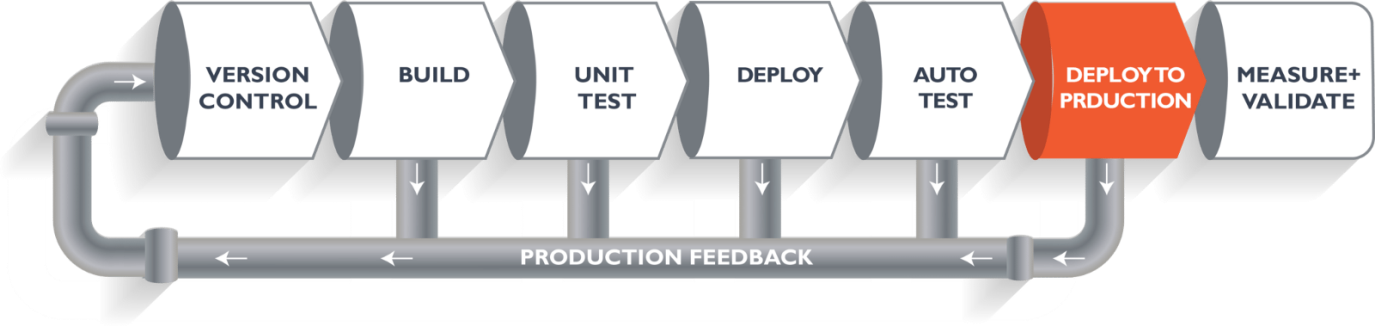 VERSION
CONTROL
BUILD
UNIT
TEST
DEPLOY
AUTO
TEST
DEPLOY TO
PRDUCTION
MEASURE+
VALIDATE
PRODUCTION FEEDBACK